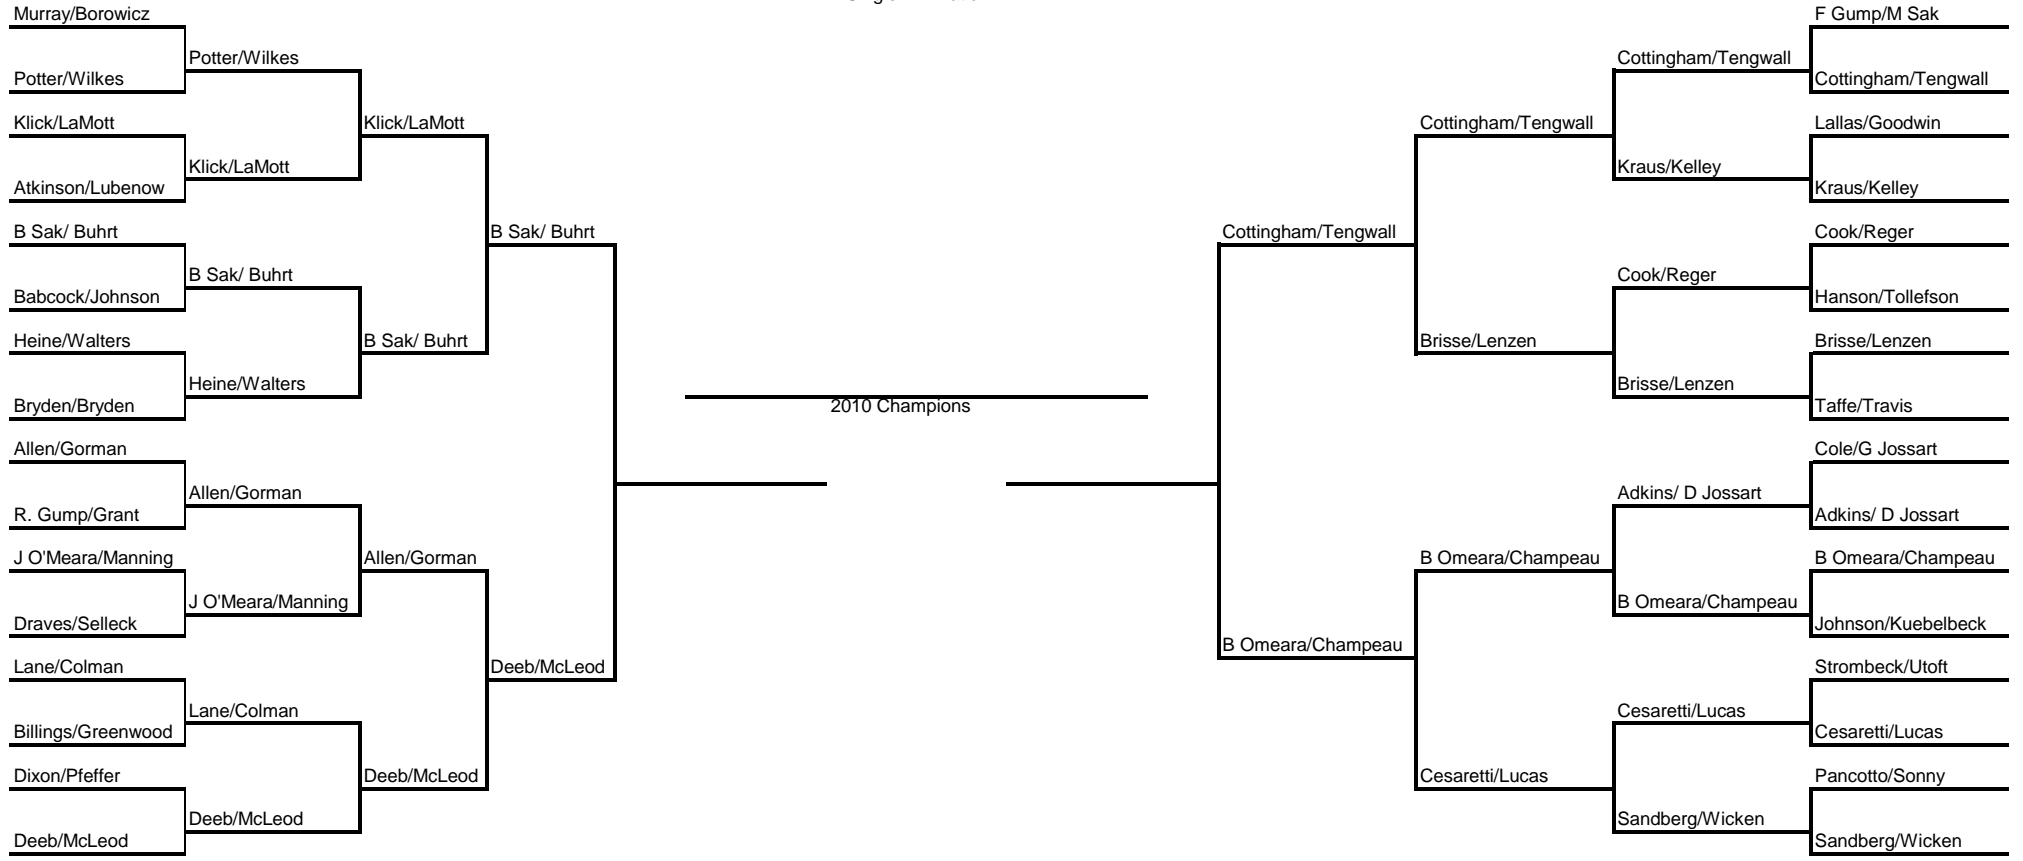 Murray/Borowicz
Potter/Wilkes
Potter/Wilkes
Klick/LaMott
Klick/LaMott
Klick/LaMott
Atkinson/Lubenow
B Sak/ Buhrt
B Sak/ Buhrt
B Sak/ Buhrt
Babcock/Johnson
Heine/Walters
B Sak/ Buhrt
Heine/Walters
Bryden/Bryden
Allen/Gorman
Allen/Gorman
R. Gump/Grant
J O'Meara/Manning
Allen/Gorman
J O'Meara/Manning
Draves/Selleck
Lane/Colman
Deeb/McLeod
Lane/Colman
Billings/Greenwood
Dixon/Pfeffer
Deeb/McLeod
Deeb/McLeod
Deeb/McLeod
2010 Champions
F Gump/M Sak
Cottingham/Tengwall
Cottingham/Tengwall
Cottingham/Tengwall
Lallas/Goodwin
Kraus/Kelley
Kraus/Kelley
Cottingham/Tengwall
Cook/Reger
Cook/Reger
Hanson/Tollefson
Brisse/Lenzen
Brisse/Lenzen
Brisse/Lenzen
Taffe/Travis
Cole/G Jossart
Adkins/ D Jossart
Adkins/ D Jossart
B Omeara/Champeau
B Omeara/Champeau
B Omeara/Champeau
Johnson/Kuebelbeck
B Omeara/Champeau
Strombeck/Utoft
Cesaretti/Lucas
Cesaretti/Lucas
Cesaretti/Lucas
Pancotto/Sonny
Sandberg/Wicken
Sandberg/Wicken